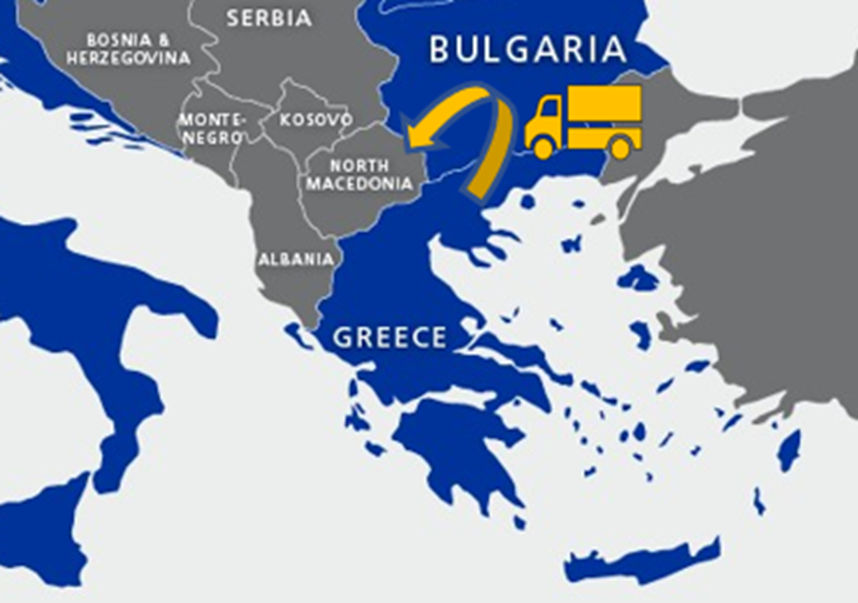 SERBIA
BOSNIA &
HERZEGOVINA
BULGARIA
MONTE-
NEGRO
KOSOVO
NORTH
MACEDONIA
ALBANIA
GREECE